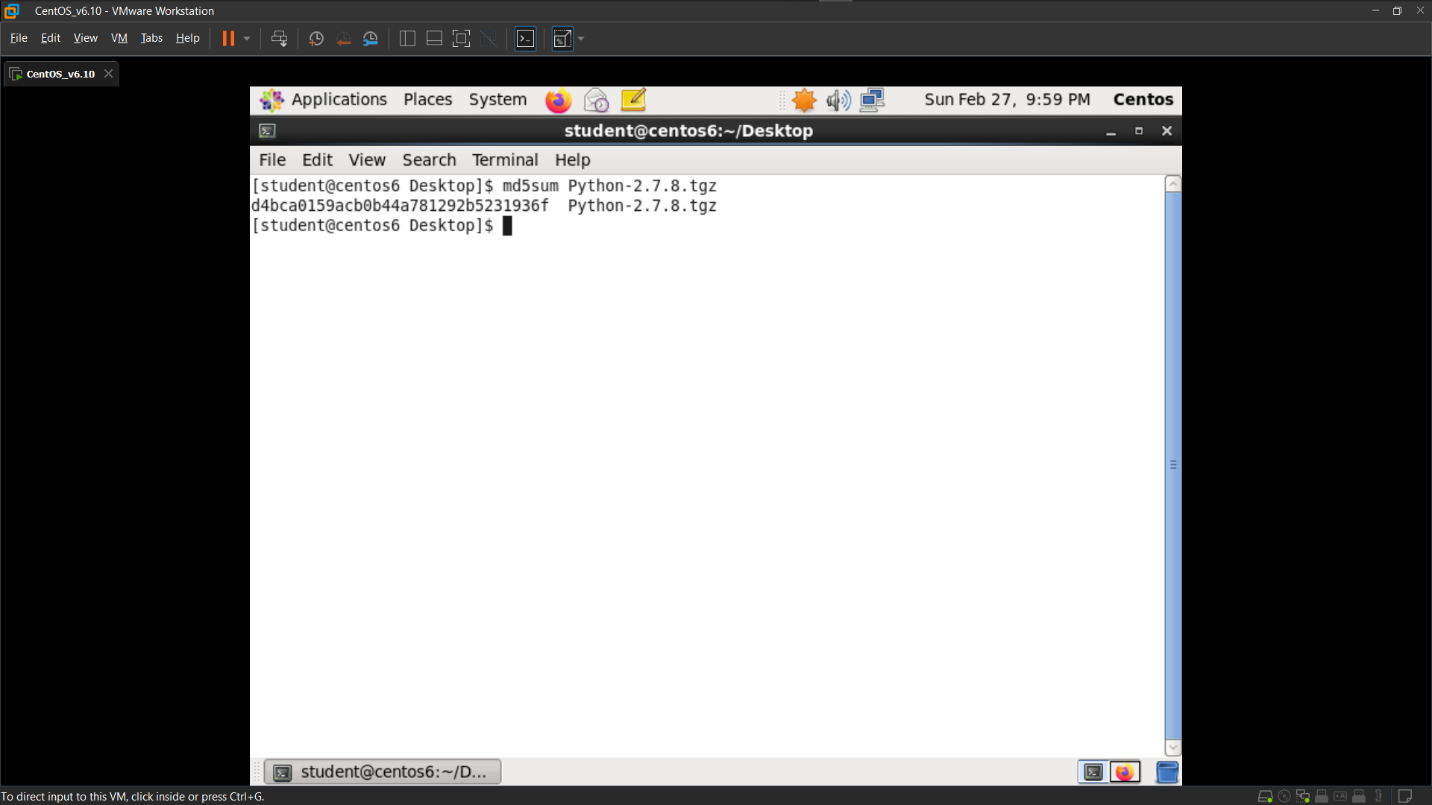 CentOS_v6.10 - VMware Workstation
File Edit View VM Tabs Help
CentOS_v6.10
Applications Places System Sun Feb 27, 9:59 PM Centos
student@centos6:~/Desktop
File Edit View Search Terminal Help
[student@centos6 Desktop]$ md5sum Python-2.7.8.tgz
d4bca0159acb0b44a781292b5231936f  Python-2.7.8.tgz
[student@centos6 Desktop]$
student@centos6:~/D...
To direct input to this VM, click inside or press Ctrl+G.